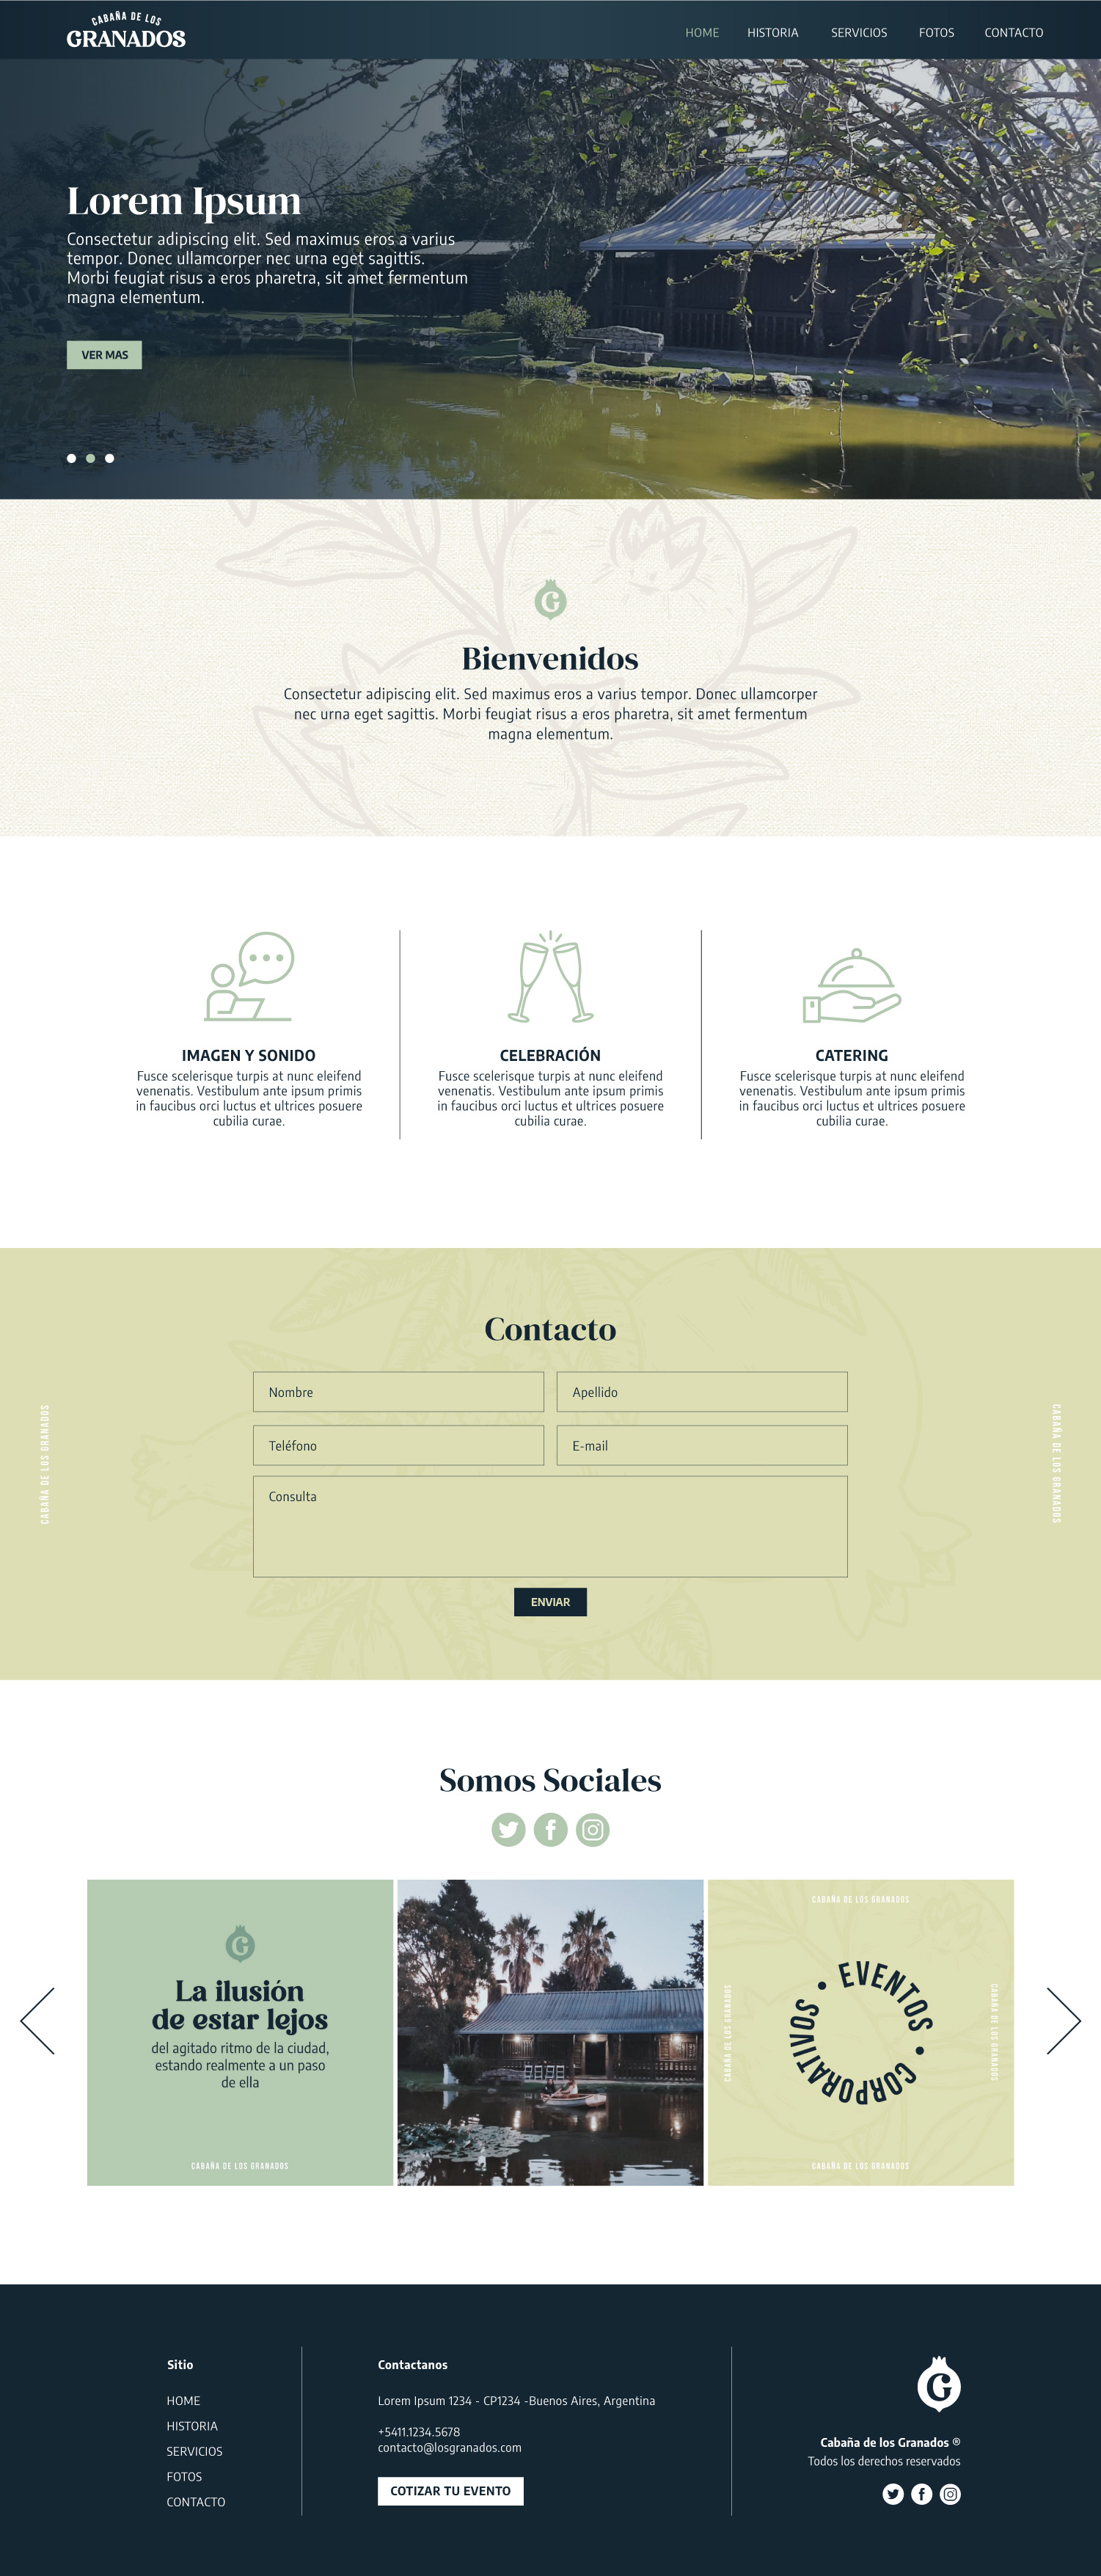 CABAÑA DE LOS
GRANADOS
HOME
HISTORIA
SERVICIOS
FOTOS
CONTACTO
Lorem Ipsum
Consectetur adipiscing elit. Sed maximus eros a varius
tempor. Donec ullamcorper nec urna eget sagittis.
Morbi feugiat risus a eros pharetra, sit amet fermentum
magna elementum.
VER MAS
G
Bienvenidos
Consectetur adipiscing elit. Sed maximus eros a varius tempor. Donec ullamcorper
nec urna eget sagittis. Morbi feugiat risus a eros pharetra, sit amet fermentum
magna elementum.
IMAGEN Y SONIDO
Fusce scelerisque turpis at nunc eleifend
venenatis. Vestibulum ante ipsum primis
in faucibus orci luctus et ultrices posuere
cubilia curae.
CELEBRACIÓN
Fusce scelerisque turpis at nunc eleifend
venenatis. Vestibulum ante ipsum primis
in faucibus orci luctus et ultrices posuere
cubilia curae.
CATERING
Fusce scelerisque turpis at nunc eleifend
venenatis. Vestibulum ante ipsum primis
in faucibus orci luctus et ultrices posuere
cubilia curae.
Contacto
Nombre
Apellido
Teléfono
E-mail
Consulta
ENVIAR
CABAÑA DE LOS GRANADOS
CABAÑA DE LOS GRANADOS
Somos Sociales
G
La ilusión
de estar lejos
del agitado ritmo de la ciudad,
estando realmente a un paso
de ella
CABAÑA DE LOS GRANADOS
CABAÑA DE LOS GRANADOS
CABAÑA DE LOS GRANADOS
EVENTOS • CORPORATIVOS •
CABAÑA DE LOS GRANADOS
CABAÑA DE LOS GRANADOS
Sitio
HOME
HISTORIA
SERVICIOS
FOTOS
CONTACTO
Contactanos
Lorem Ipsum 1234 - CP1234 -Buenos Aires, Argentina
+5411.1234.5678
contacto@losgranados.com
COTIZAR TU EVENTO
G
Cabaña de los Granados ®
Todos los derechos reservados